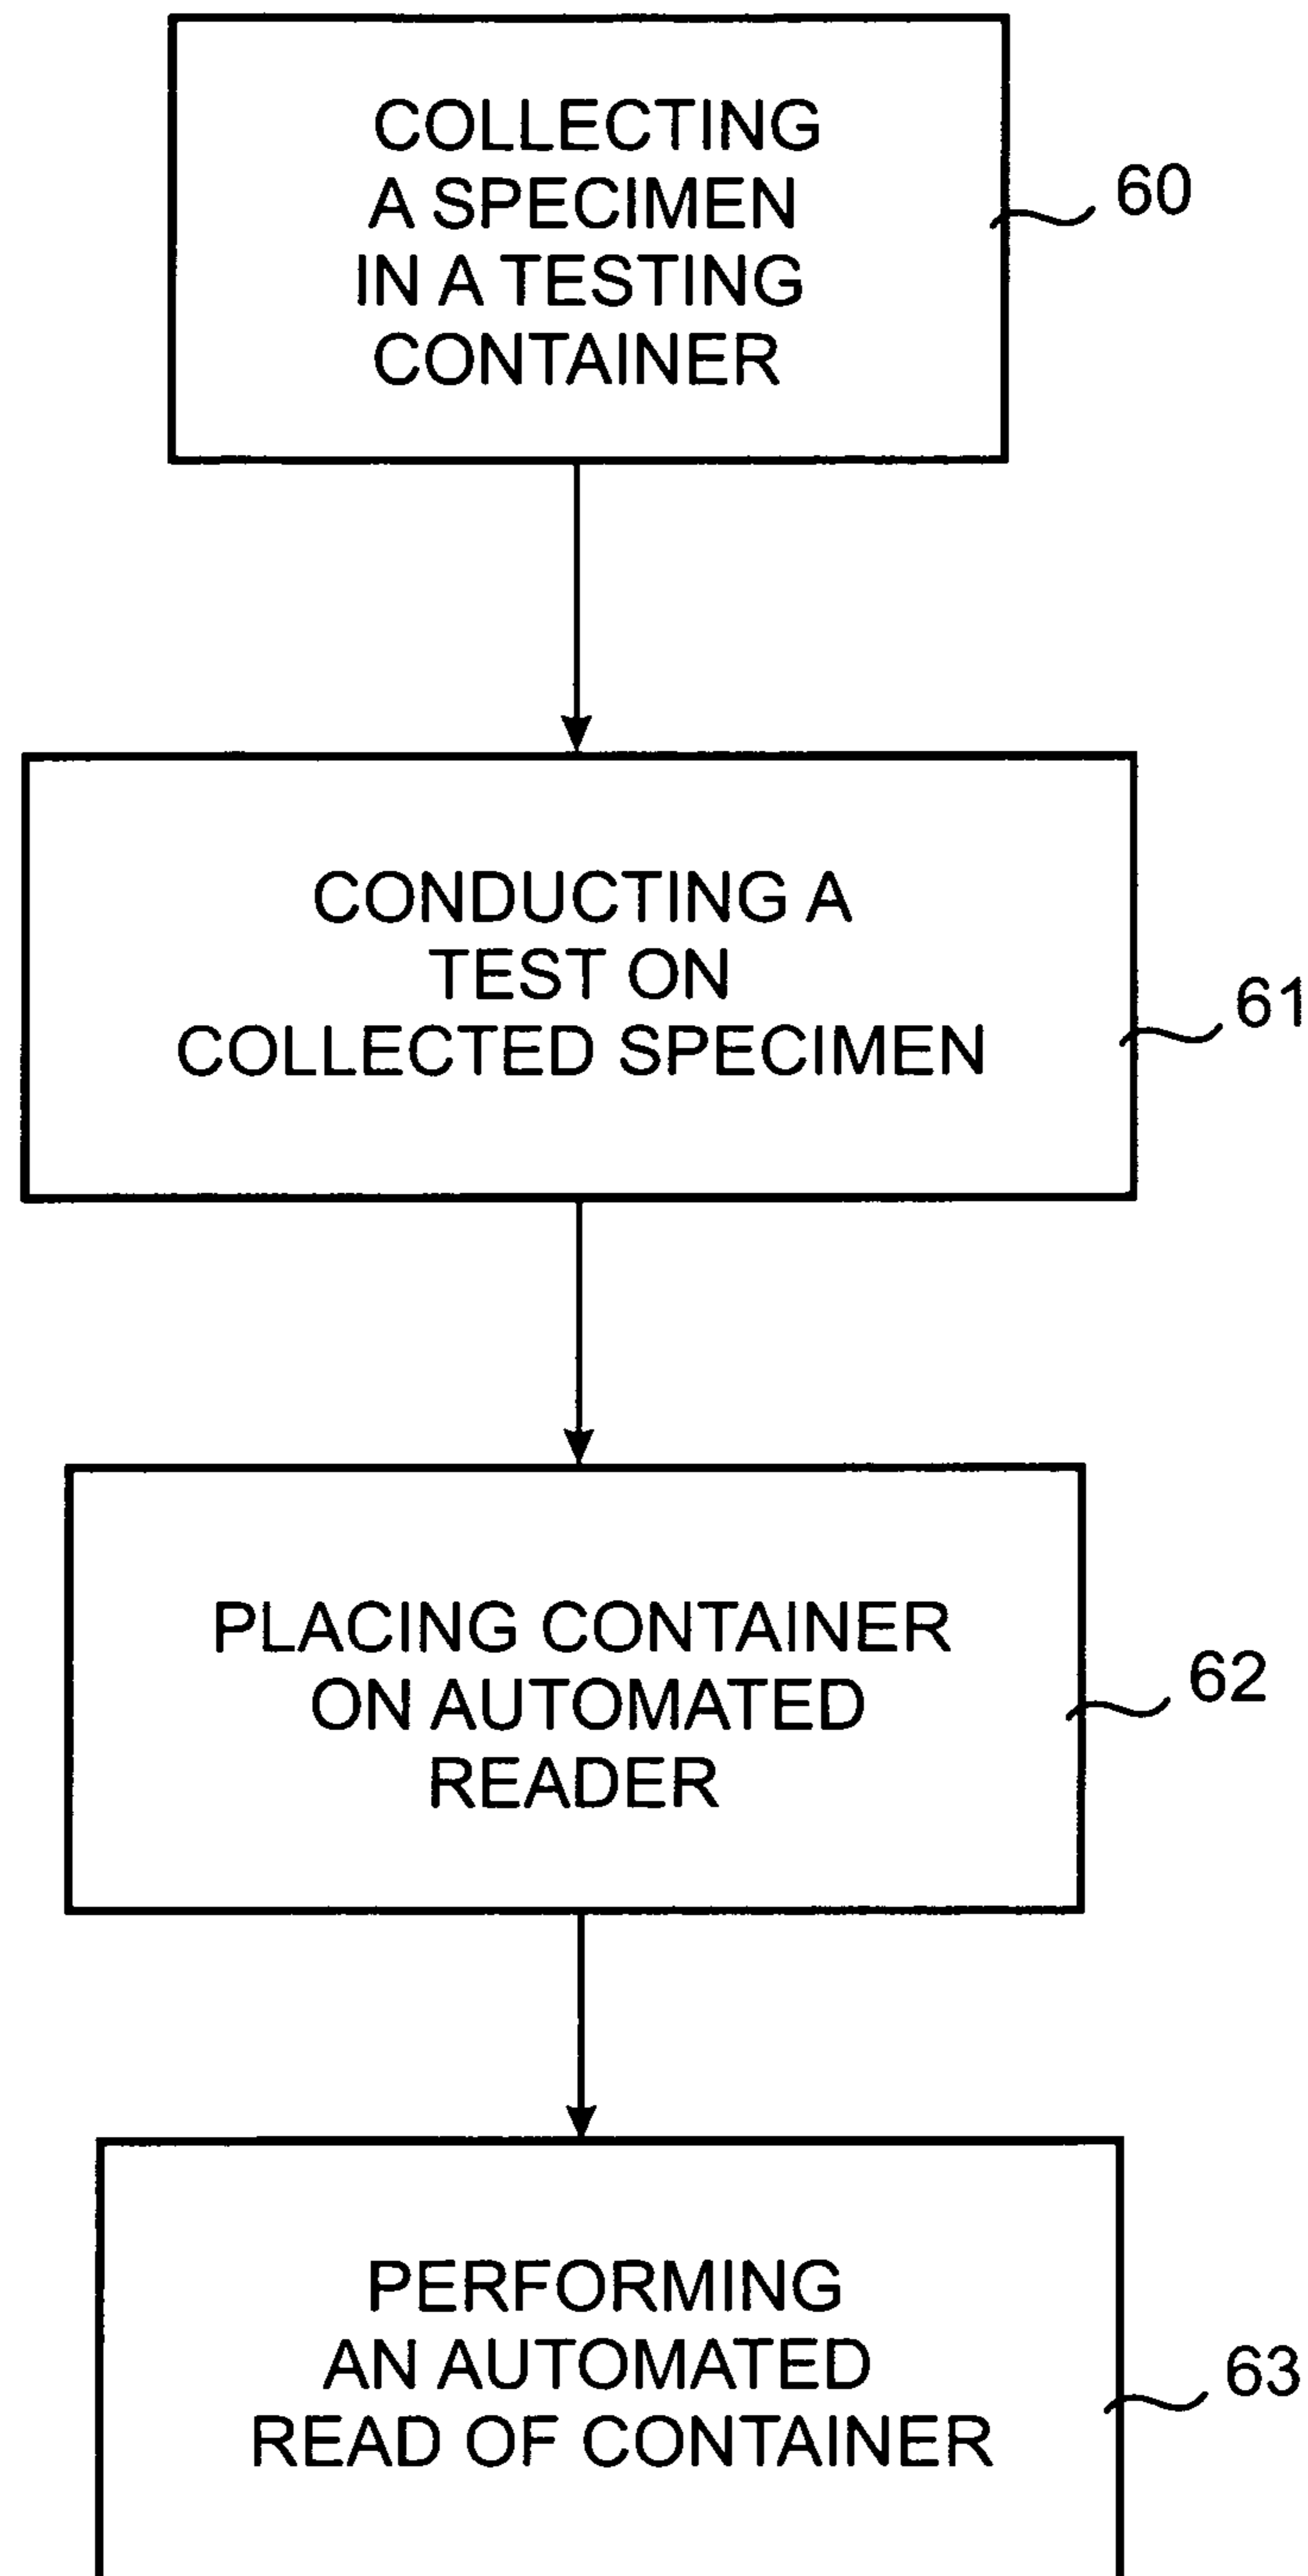 COLLECTING
A SPECIMEN
IN A TESTING
CONTAINER
60
CONDUCTING A
TEST ON
COLLECTED SPECIMEN
61
PLACING CONTAINER
ON AUTOMATED
READER
62
PERFORMING
AN AUTOMATED
READ OF CONTAINER
63